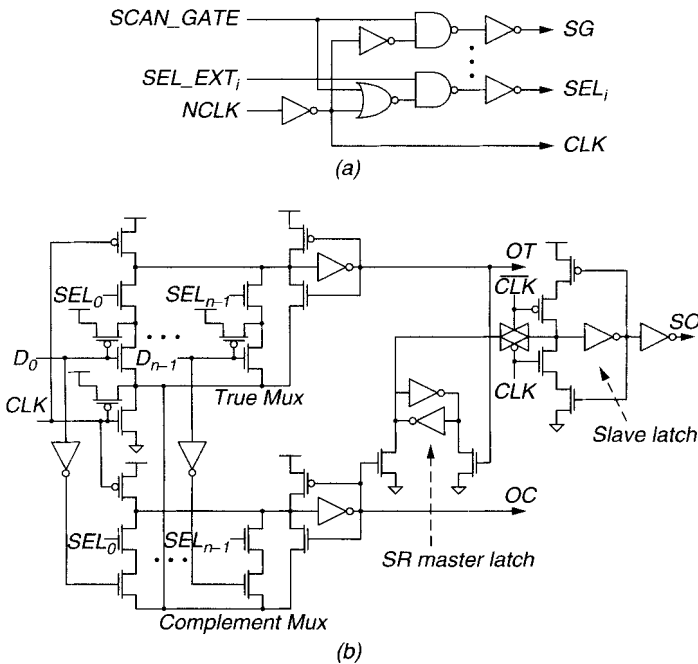 SCAN_GATE
SG
SEL_EXTi
SELi
NCLK
CLK
(a)
OT
CLK
SEL0 SELn–1
SO
D0 Dn–1
CLK
True Mux
CLK
Slave latch
OC
SEL0 SELn–1
SR master latch
Complement Mux
(b)